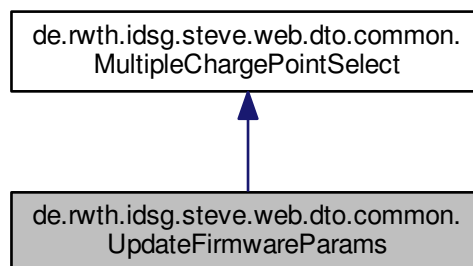 de.rwth.idsg.steve.web.dto.common.
MultipleChargePointSelect
de.rwth.idsg.steve.web.dto.common.
UpdateFirmwareParams